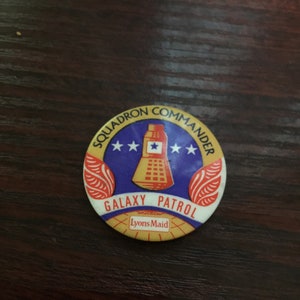 SQUADRON COMMANDER
GALAXY PATROL
Lyons Maid